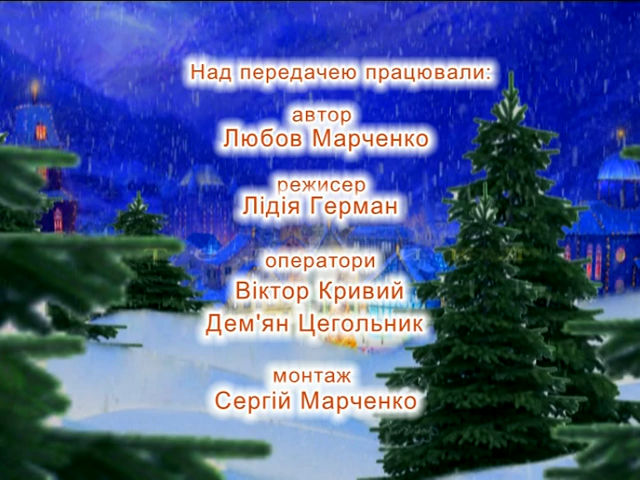 Над передачею працювали:
автор
Любов Марченко
режисер
Лідія Герман
оператори
Віктор Кривий
Дем'ян Цегольник
монтаж
Сергій Марченко